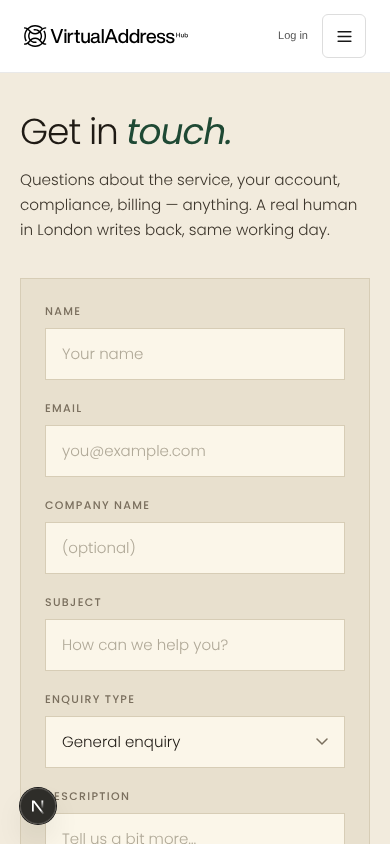 VirtualAddress Hub
Log in
Get in touch.
Questions about the service, your account,
compliance, billing — anything. A real human
in London writes back, same working day.
NAME
Your name
EMAIL
you@example.com
COMPANY NAME
(optional)
SUBJECT
How can we help you?
ENQUIRY TYPE
General enquiry
N
ESCRIPTION
Tell us a bit more...